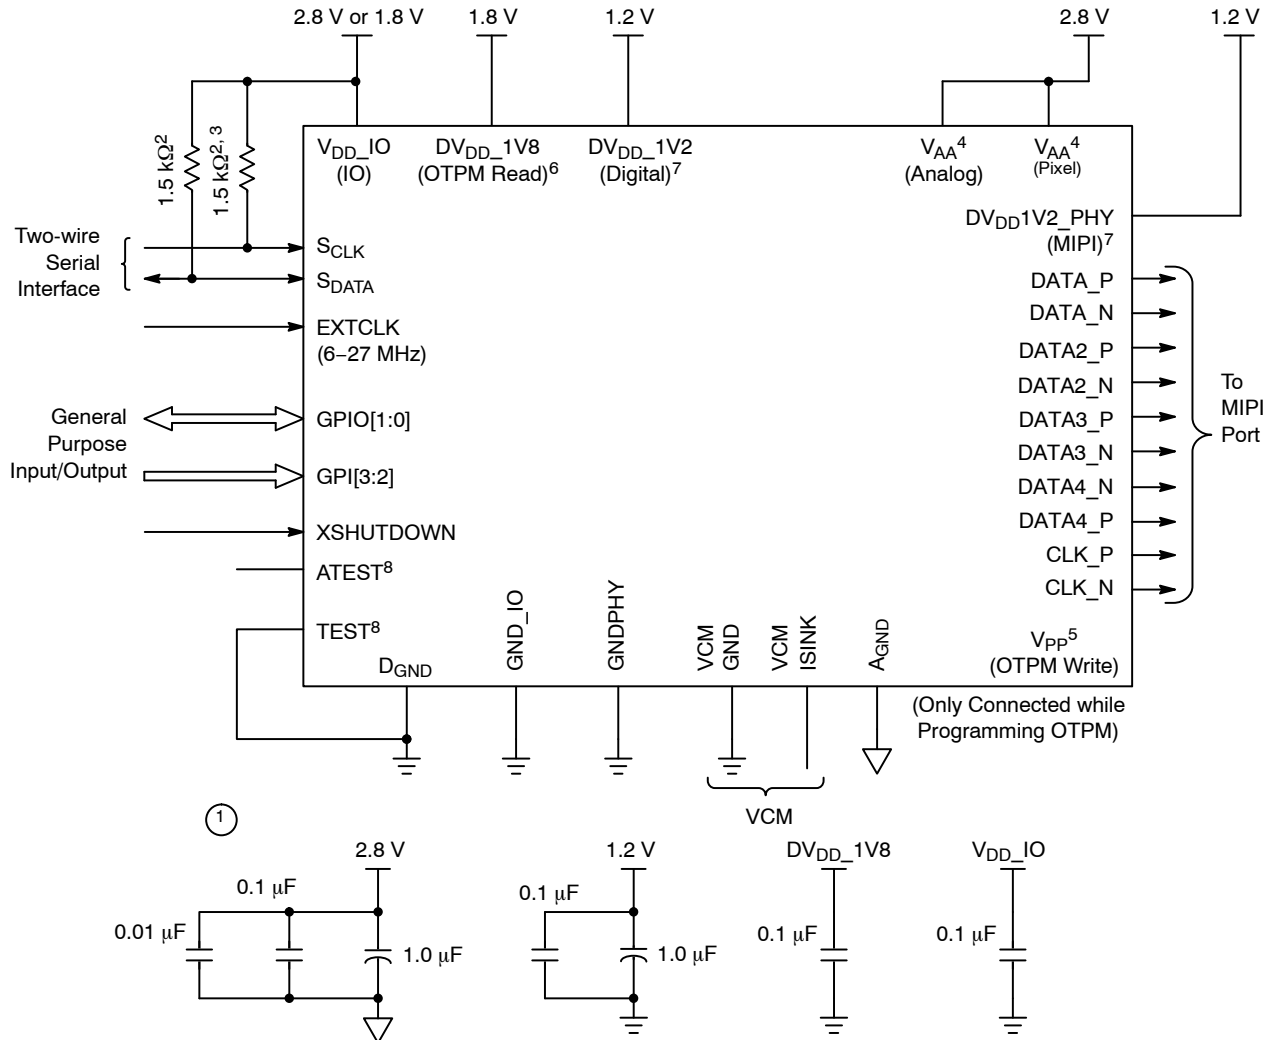 2.8 V or 1.8 V
1.8 V
1.2 V
2.8 V
1.2 V
1.5 kΩ2
1.5 kΩ2, 3
VDD_IO
(IO)
DVDD_1V8
(OTPM Read)6
DVDD_1V2
(Digital)7
VAA4
(Analog)
VAA4
(Pixel)
DVDD1V2_PHY
(MIPI)7
Two-wire
Serial
Interface
SCLK
SDATA
EXTCLK
(6–27 MHz)
General
Purpose
Input/Output
GPIO[1:0]
GPI[3:2]
XSHUTDOWN
ATEST8
TEST8
DATA_P
DATA_N
DATA2_P
DATA2_N
DATA3_P
DATA3_N
DATA4_N
DATA4_P
CLK_P
CLK_N
To
MIPI
Port
DGND
GND_IO
GNDPHY
VCM
GND
VCM
ISINK
AGND
VPP5
(OTPM Write)
(Only Connected while
Programming OTPM)
VCM
1
2.8 V
0.1 μF
0.01 μF
1.0 μF
1.2 V
0.1 μF
1.0 μF
DVDD_1V8
0.1 μF
VDD_IO
0.1 μF